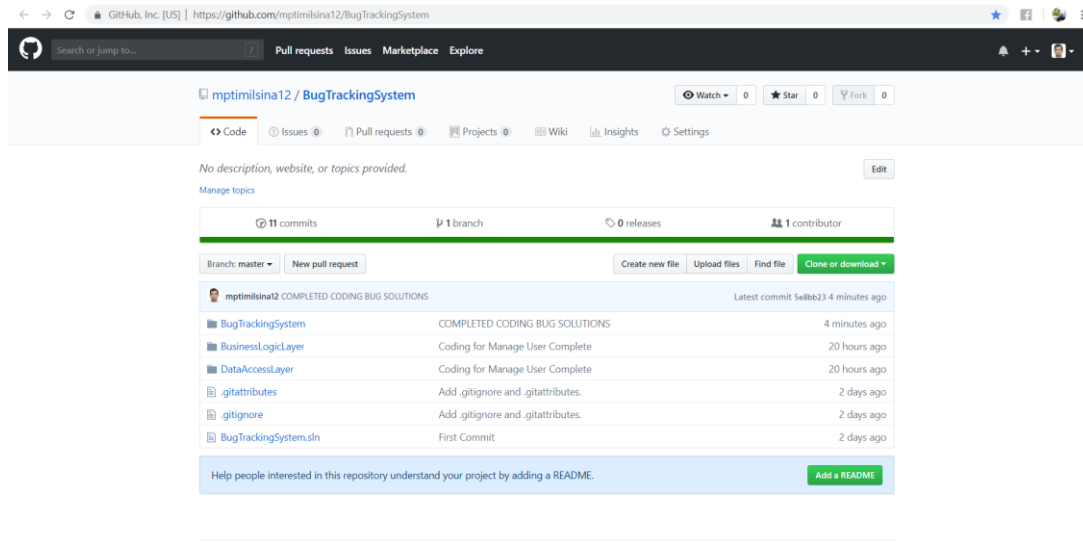 GitHub, Inc. [US] | https://github.com/mptimilsina12/BugTrackingSystem
Search or jump to... / Pull requests Issues Marketplace Explore
mptimilsina12 / BugTrackingSystem Watch 0 Star 0 Fork 0
Code Issues 0 Pull requests 0 Projects 0 Wiki Insights Settings
No description, website, or topics provided. Edit
Manage topics
11 commits 1 branch 0 releases 1 contributor
Branch: master New pull request Create new file Upload files Find file Clone or download
mptimilsina12 COMPLETED CODING BUG SOLUTIONS Latest commit 5e8bb23 4 minutes ago
BugTrackingSystem COMPLETED CODING BUG SOLUTIONS 4 minutes ago
BusinessLogicLayer Coding for Manage User Complete 20 hours ago
DataAccessLayer Coding for Manage User Complete 20 hours ago
.gitattributes Add .gitignore and .gitattributes. 2 days ago
.gitignore Add .gitignore and .gitattributes. 2 days ago
BugTrackingSystem.sln First Commit 2 days ago
Help people interested in this repository understand your project by adding a README. Add a README